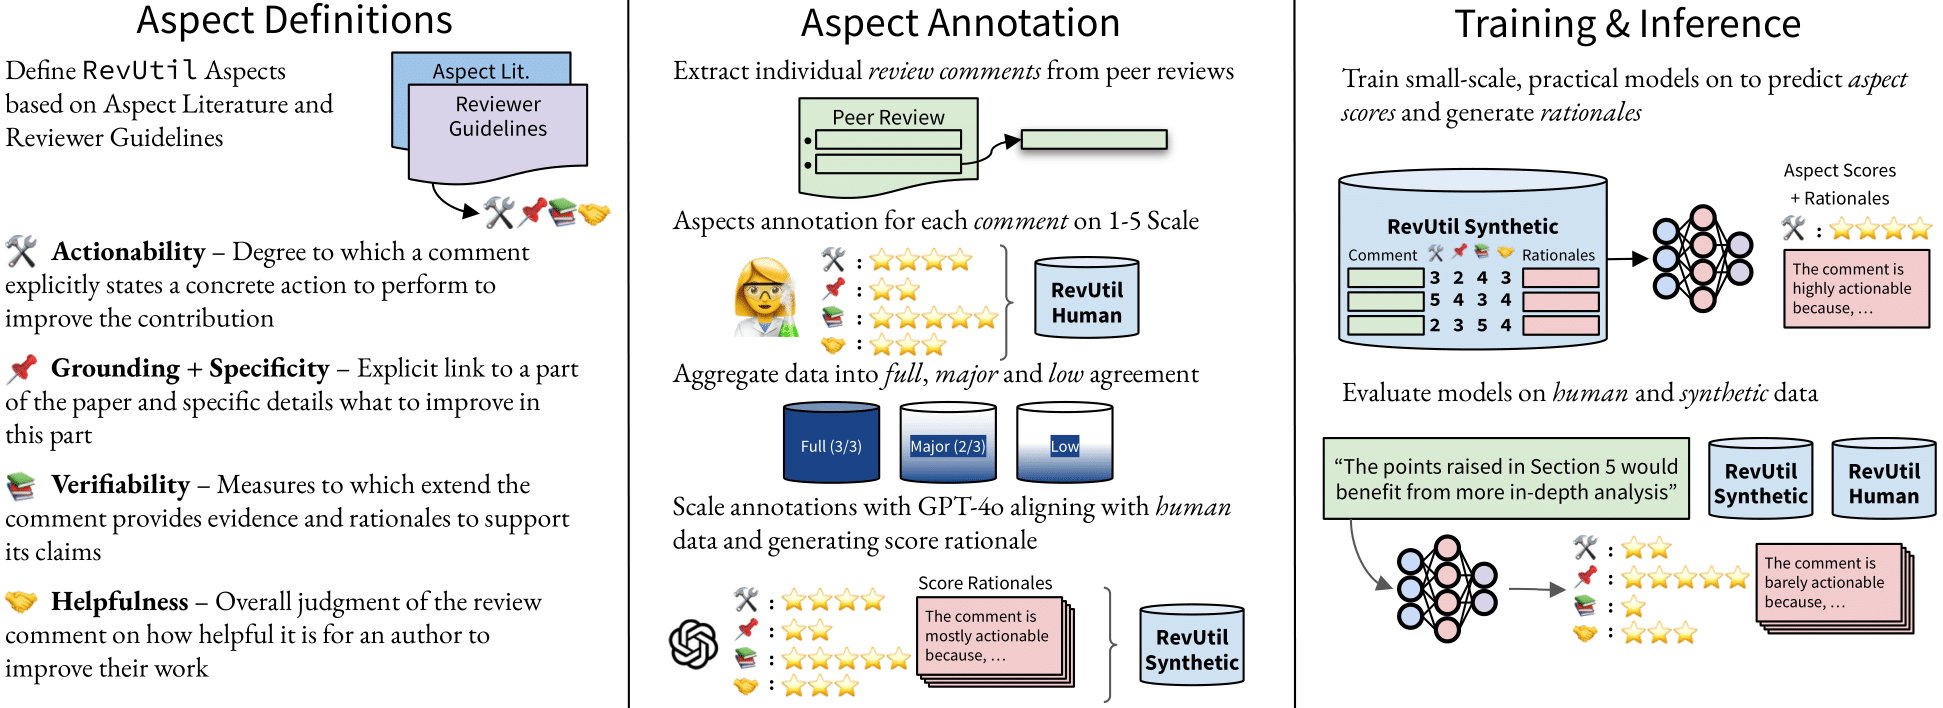 Aspect Definitions
Define RevUtil Aspects
based on Aspect Literature and
Reviewer Guidelines
Aspect Lit.
Reviewer
Guidelines
Actionability – Degree to which a comment
explicitly states a concrete action to perform to
improve the contribution
Grounding + Specificity – Explicit link to a part
of the paper and specific details what to improve in
this part
Verifiability – Measures to which extend the
comment provides evidence and rationales to support
its claims
Helpfulness – Overall judgment of the review
comment on how helpful it is for an author to
improve their work
Aspect Annotation
Extract individual review comments from peer reviews
Peer Review
Aspects annotation for each comment on 1-5 Scale
:
:
:
:
RevUtil
Human
Aggregate data into full, major and low agreement
Full (3/3)
Major (2/3)
Low
Scale annotations with GPT-4o aligning with human
data and generating score rationale
:
:
:
:
Score Rationales
The comment is
mostly actionable
because, …
RevUtil
Synthetic
Training & Inference
Train small-scale, practical models on to predict aspect
scores and generate rationales
RevUtil Synthetic
Comment Rationales
3 2 4 3
5 4 3 4
2 3 5 4
Aspect Scores
+ Rationales
:
The comment is
highly actionable
because, …
Evaluate models on human and synthetic data
“The points raised in Section 5 would
benefit from more in-depth analysis”
RevUtil
Synthetic
RevUtil
Human
:
:
:
:
The comment is
barely actionable
because, …